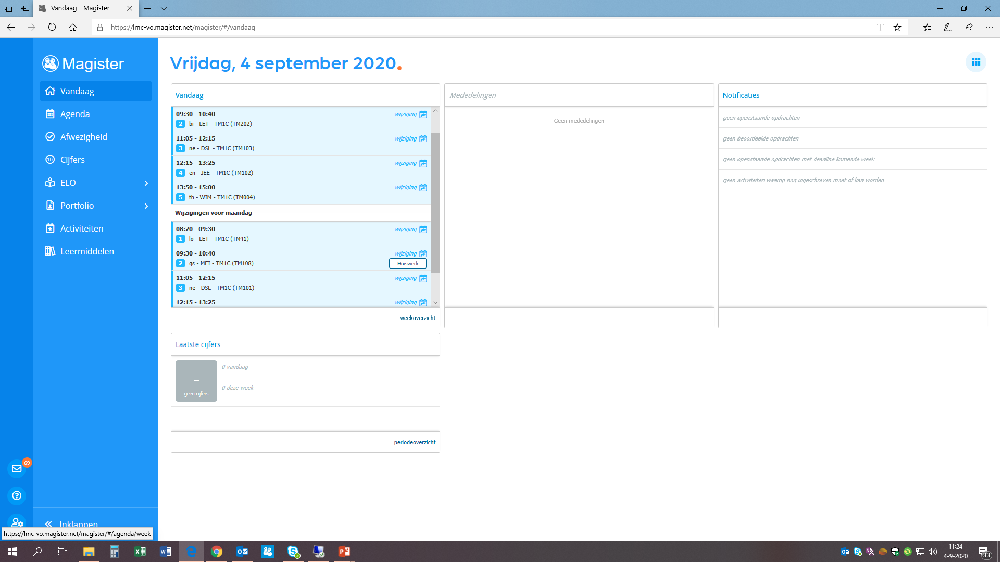 Vandaag - Magister
https://lmc-vo.magister.net/magister/#/vandaag
Magister
Vandaag
Agenda
Afwezigheid
10
Cijfers
ELO
Portfolio
Activiteiten
Leermiddelen
69
Inklappen
https://lmc-vo.magister.net/magister/#/agenda/week
Vrijdag, 4 september 2020.
Vandaag
09:30 - 10:40 wijziging
2 bi - LET - TM1C (TM202)
11:05 - 12:15 wijziging
3 ne - DSL - TM1C (TM103)
12:15 - 13:25 wijziging
4 en - JEE - TM1C (TM102)
13:50 - 15:00 wijziging
5 th - WIM - TM1C (TM004)
Wijzigingen voor maandag
08:20 - 09:30 wijziging
1 lo - LET - TM1C (TM41)
09:30 - 10:40 wijziging
2 gs - MEI - TM1C (TM108) Huiswerk
11:05 - 12:15 wijziging
3 ne - DSL - TM1C (TM101)
12:15 - 13:25 wijziging
weekoverzicht
Mededelingen
Geen mededelingen
Notificaties
geen openstaande opdrachten
geen beoordeelde opdrachten
geen openstaande opdrachten met deadline komende week
geen activiteiten waarop nog ingeschreven moet of kan worden
Laatste cijfers
-
geen cijfers
0 vandaag
0 deze week
periodeoverzicht
11:24
4-9-2020
33